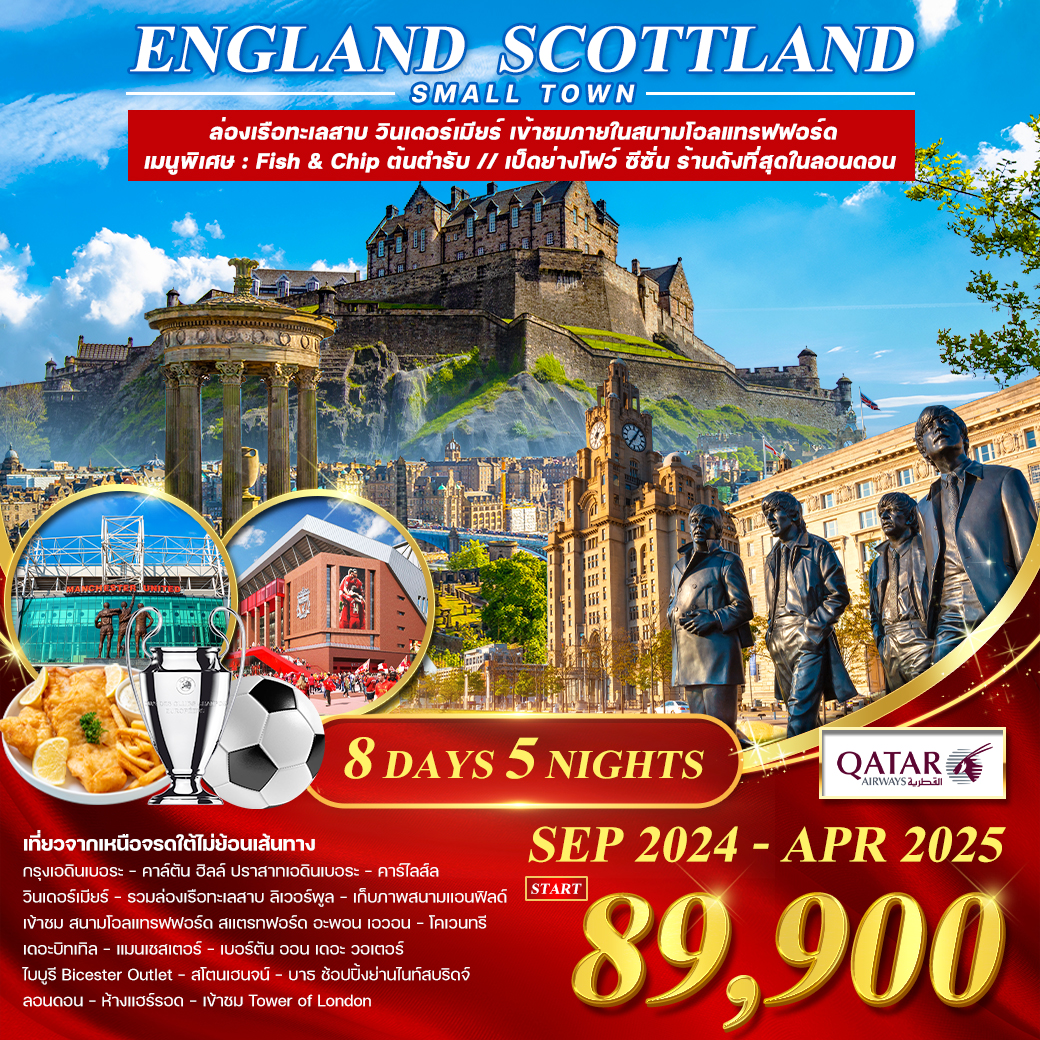 ENGLAND SCOTTLAND
SMALL TOWN
ล่องเรือทะเลสาบ วินเดอร์เมียร์ เข้าชมภายในสนามโอลแทรฟฟอร์ด
เมนูพิเศษ : Fish & Chip ต้นตำรับ // เป็ดย่างโฟว์ ซีซั่น ร้านดังที่สุดในลอนดอน
MANCHESTER UNITED
8 DAYS 5 NIGHTS
QATAR
AIRWAYS القطرية
เที่ยวจากเหนือจรดใต้ไม่ย้อนเส้นทาง
กรุงเอดินเบอระ - คาล์ตัน ฮิลล์ ปราสาทเอดินเบอระ - คาร์ไลส์ล
วินเดอร์เมียร์ - รวมล่องเรือทะเลสาบ ลิเวอร์พูล - เก็บภาพสนามแอนฟิลด์
เข้าชม สนามโอลแทรฟฟอร์ด สแตรทฟอร์ด อะพอน เอวอน - โคเวนทรี
เดอะบีทเทิล - แมนเชสเตอร์ - เบอร์ตัน ออน เดอะ วอเตอร์
ไบบูรี Bicester Outlet - สโตนเฮนจน์ - บาธ ช้อปปิ้งย่านไนท์สบริดจ์
ลอนดอน - ห้างแฮร์รอด - เข้าชม Tower of London
SEP 2024 - APR 2025
START
89,900